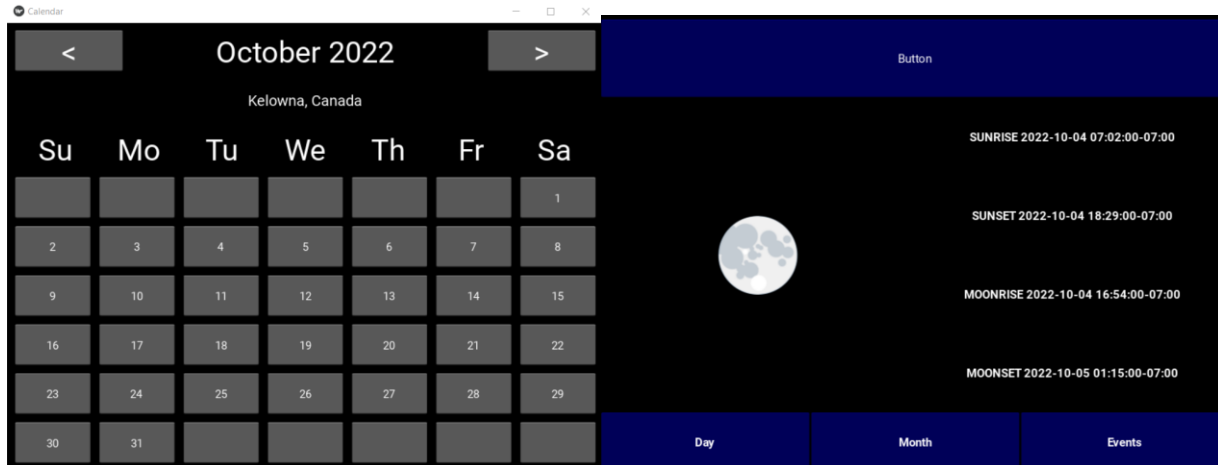 Calendar
< October 2022 >
Kelowna, Canada
Su Mo Tu We Th Fr Sa
1
2 3 4 5 6 7 8
9 10 11 12 13 14 15
16 17 18 19 20 21 22
23 24 25 26 27 28 29
30 31
Button
SUNRISE 2022-10-04 07:02:00-07:00
SUNSET 2022-10-04 18:29:00-07:00
MOONRISE 2022-10-04 16:54:00-07:00
MOONSET 2022-10-05 01:15:00-07:00
Day Month Events